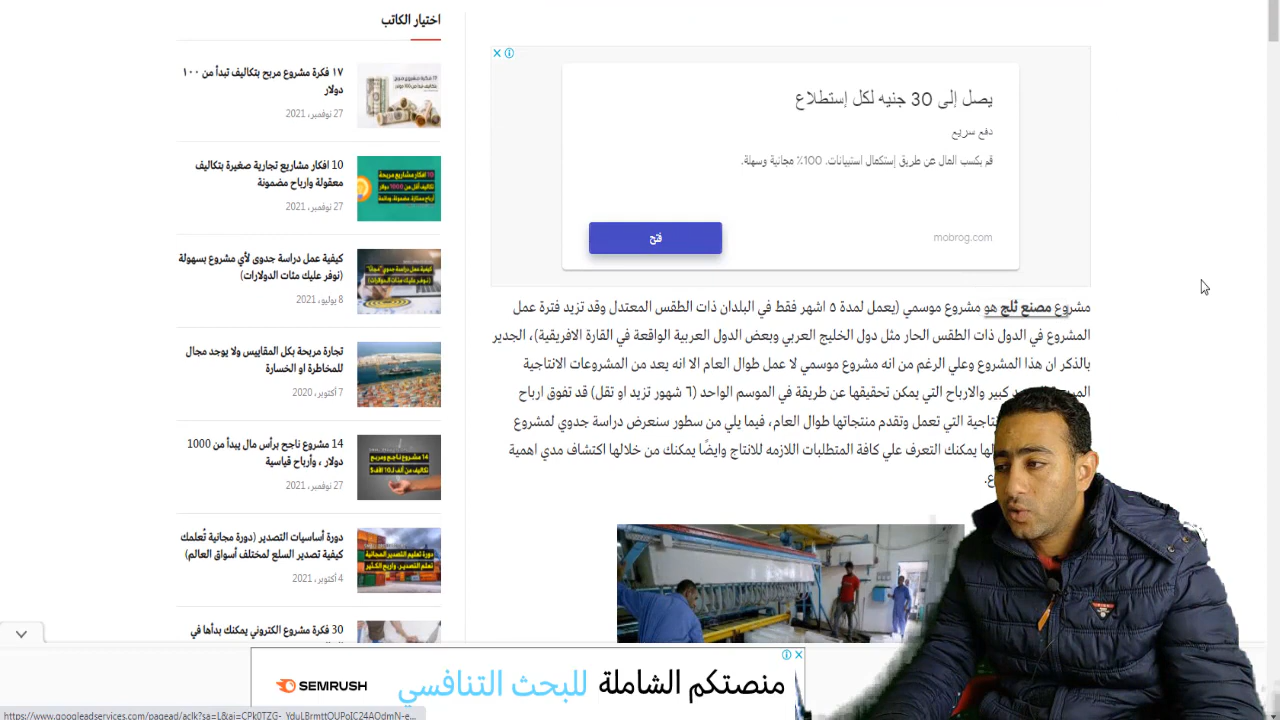 اختيار الكاتب
١٧ فكرة مشروع مربح بتكاليف تبدأ من ١٠٠
دولار
27 نوفمبر، 2021
10 افكار مشاريع تجارية صغيرة بتكاليف
معقولة وارباح مضمونة
27 نوفمبر، 2021
كيفية عمل دراسة جدوى لأي مشروع بسهولة
(نوفر عليك مئات الدولارات)
8 يوليو، 2021
تجارة مربحة بكل المقاييس ولا يوجد مجال
للمخاطرة او الخسارة
7 أكتوبر، 2020
14 مشروع ناجح برأس مال يبدأ من 1000
دولار ، وأرباح قياسية
27 نوفمبر، 2021
دورة أساسيات التصدير (دورة مجانية تُعلمك
كيفية تصدير السلع لمختلف أسواق العالم)
4 أكتوبر، 2021
30 فكرة مشروع الكتروني يمكنك بدأها في
يصل إلى 30 جنيه لكل إستطلاع
دفع سريع
قم بكسب المال عن طريق إستكمال استبيانات. 100٪ مجانية وسهلة.
فتح
mobrog.com
مشروع مصنع ثلج هو مشروع موسمي (يعمل لمدة ٥ اشهر فقط في البلدان ذات الطقس المعتدل وقد تزيد فترة عمل
المشروع في الدول ذات الطقس الحار مثل دول الخليج العربي وبعض الدول العربية الواقعة في القارة الافريقية)، الجدير
بالذكر ان هذا المشروع وعلي الرغم من انه مشروع موسمي لا عمل طوال العام الا انه يعد من المشروعات الانتاجية
كبير والارباح التي يمكن تحقيقها عن طريقة في الموسم الواحد (٦ شهور تزيد او تقل) قد تفوق ارباح
التي تعمل وتقدم منتجاتها طوال العام، فيما يلي من سطور سنعرض دراسة جدوي لمشروع
يمكنك التعرف علي كافة المتطلبات اللازمه للانتاج وايضًا يمكنك من خلالها اكتشاف مدي اهمية
SEMRUSH
منصتكم الشاملة للبحث التنافسي